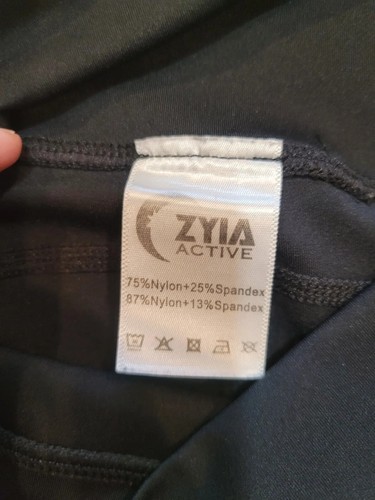 ZYIA
ACTIVE
75%Nylon+25%Spandex
87%Nylon+13%Spandex